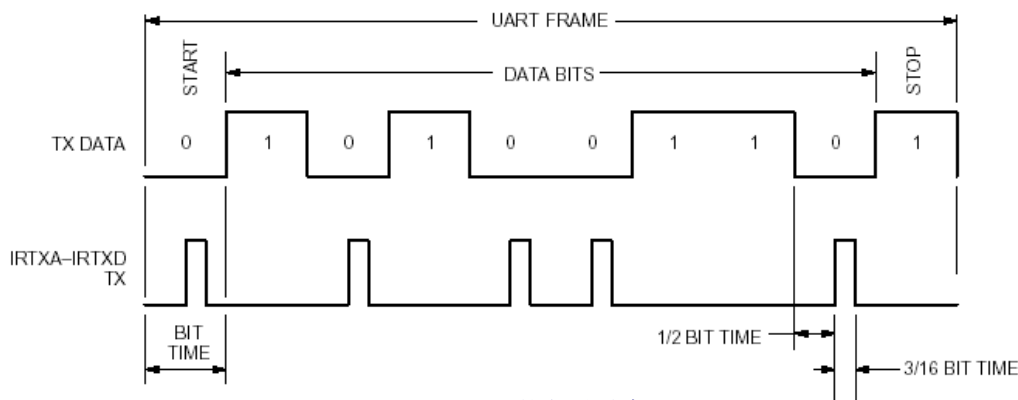 UART FRAME
START
DATA BITS
STOP
TX DATA
0 1 0 1 0 0 1 1 0 1
IRTXA–IRTXD
TX
BIT
TIME
1/2 BIT TIME
3/16 BIT TIME